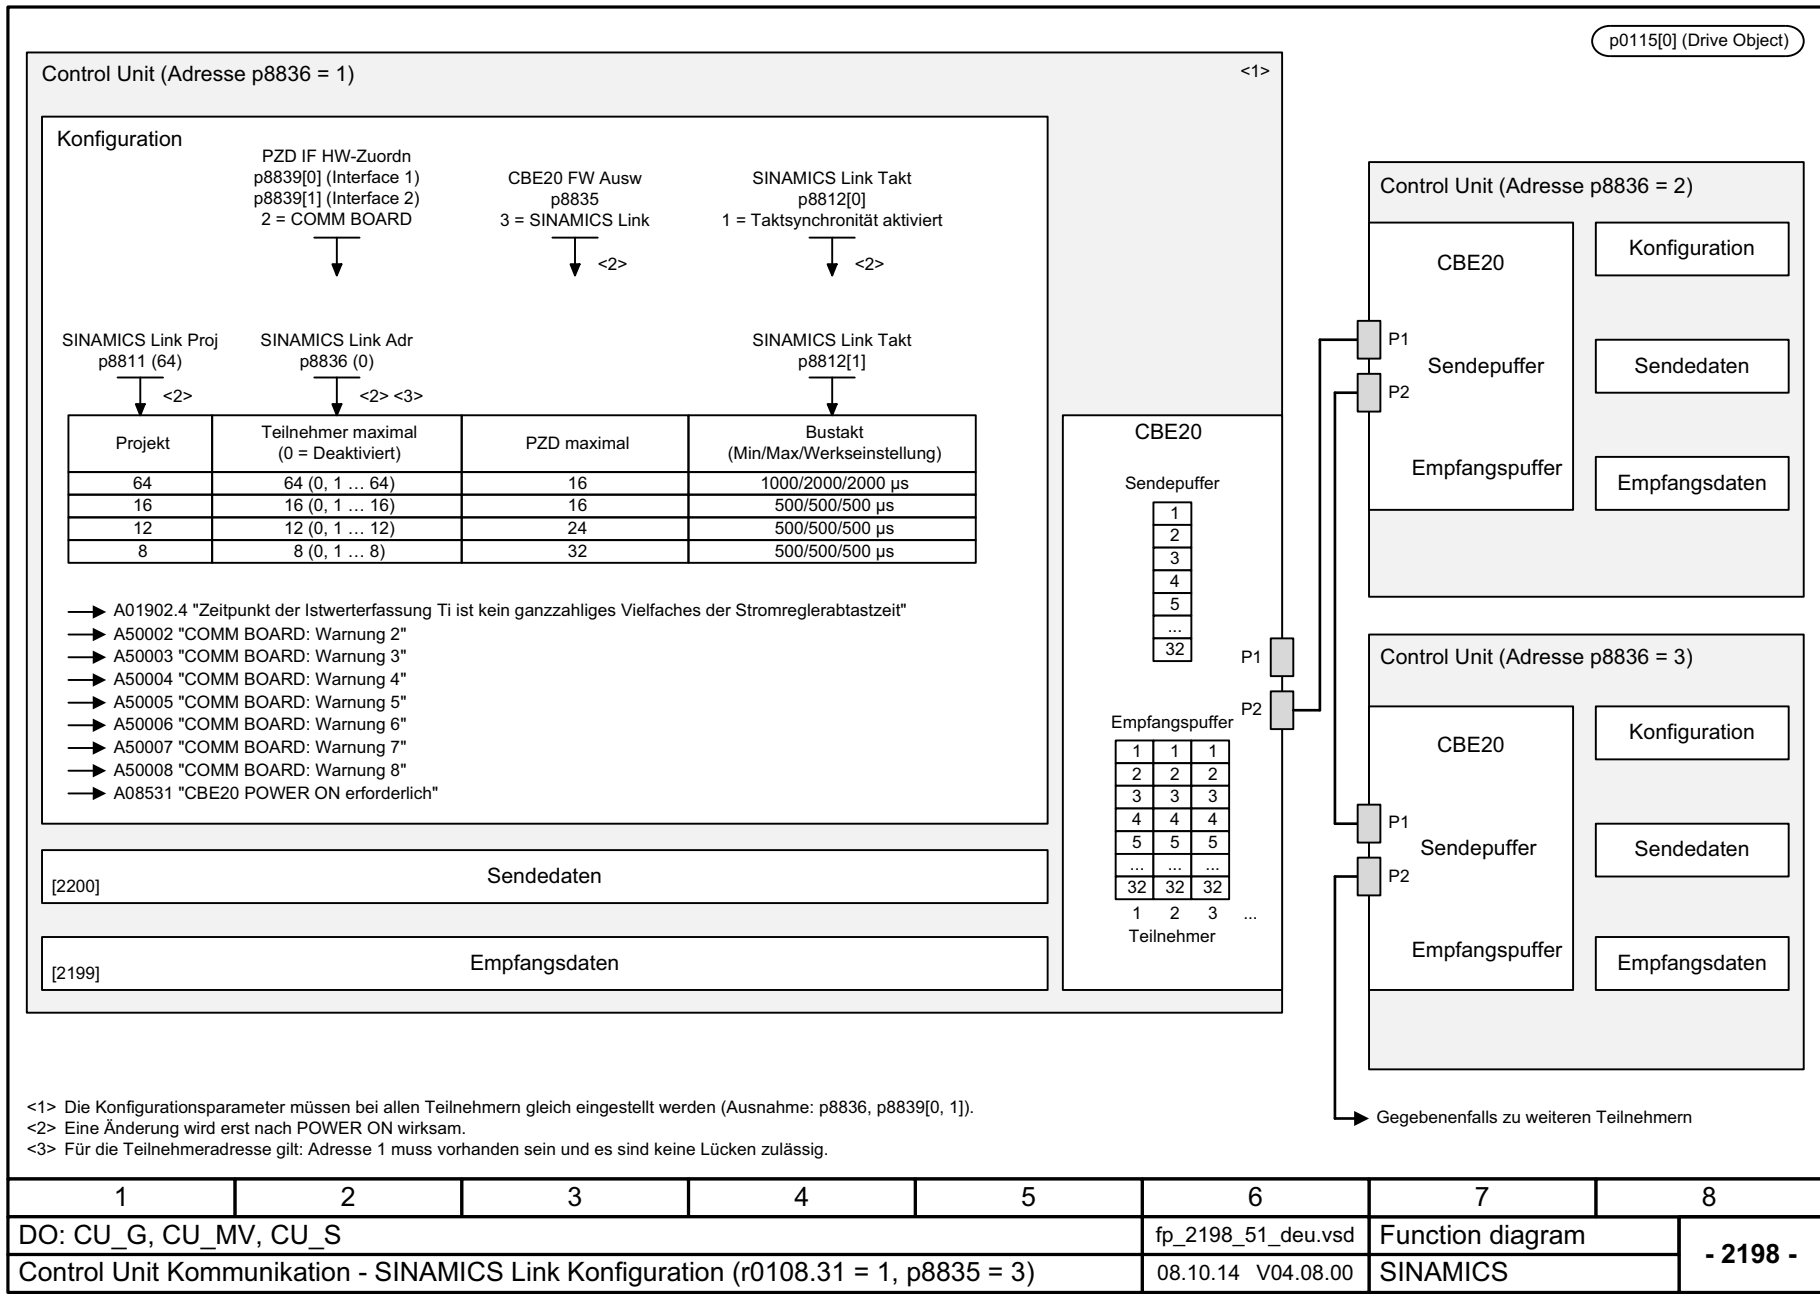 p0115[0] (Drive Object)
Control Unit (Adresse p8836 = 1)
<1>
Konfiguration
PZD IF HW-Zuordn
p8839[0] (Interface 1)
p8839[1] (Interface 2)
2 = COMM BOARD
CBE20 FW Ausw
p8835
3 = SINAMICS Link
<2>
SINAMICS Link Takt
p8812[0]
1 = Taktsynchronität aktiviert
<2>
SINAMICS Link Proj
p8811 (64)
<2>
SINAMICS Link Adr
p8836 (0)
<2> <3>
SINAMICS Link Takt
p8812[1]
Projekt
Teilnehmer maximal
(0 = Deaktiviert)
PZD maximal
Bustakt
(Min/Max/Werkseinstellung)
64 64 (0, 1 … 64) 16 1000/2000/2000 µs
16 16 (0, 1 … 16) 16 500/500/500 µs
12 12 (0, 1 … 12) 24 500/500/500 µs
8 8 (0, 1 … 8) 32 500/500/500 µs
A01902.4 "Zeitpunkt der Istwerterfassung Ti ist kein ganzzahliges Vielfaches der Stromreglerabtastzeit"
A50002 "COMM BOARD: Warnung 2"
A50003 "COMM BOARD: Warnung 3"
A50004 "COMM BOARD: Warnung 4"
A50005 "COMM BOARD: Warnung 5"
A50006 "COMM BOARD: Warnung 6"
A50007 "COMM BOARD: Warnung 7"
A50008 "COMM BOARD: Warnung 8"
A08531 "CBE20 POWER ON erforderlich"
[2200] Sendedaten
[2199] Empfangsdaten
CBE20
Sendepuffer
1
2
3
4
5
...
32
P1
P2
Empfangspuffer
1 1 1
2 2 2
3 3 3
4 4 4
5 5 5
... ... ...
32 32 32
1 2 3 ...
Teilnehmer
Control Unit (Adresse p8836 = 2)
CBE20
Konfiguration
P1
Sendepuffer
Sendedaten
P2
Empfangspuffer
Empfangsdaten
Control Unit (Adresse p8836 = 3)
CBE20
Konfiguration
P1
Sendepuffer
Sendedaten
P2
Empfangspuffer
Empfangsdaten
Gegebenenfalls zu weiteren Teilnehmern
<1> Die Konfigurationsparameter müssen bei allen Teilnehmern gleich eingestellt werden (Ausnahme: p8836, p8839[0, 1]).
<2> Eine Änderung wird erst nach POWER ON wirksam.
<3> Für die Teilnehmeradresse gilt: Adresse 1 muss vorhanden sein und es sind keine Lücken zulässig.
1 2 3 4 5 6 7 8
DO: CU_G, CU_MV, CU_S
fp_2198_51_deu.vsd
Function diagram
- 2198 -
Control Unit Kommunikation - SINAMICS Link Konfiguration (r0108.31 = 1, p8835 = 3)
08.10.14 V04.08.00
SINAMICS